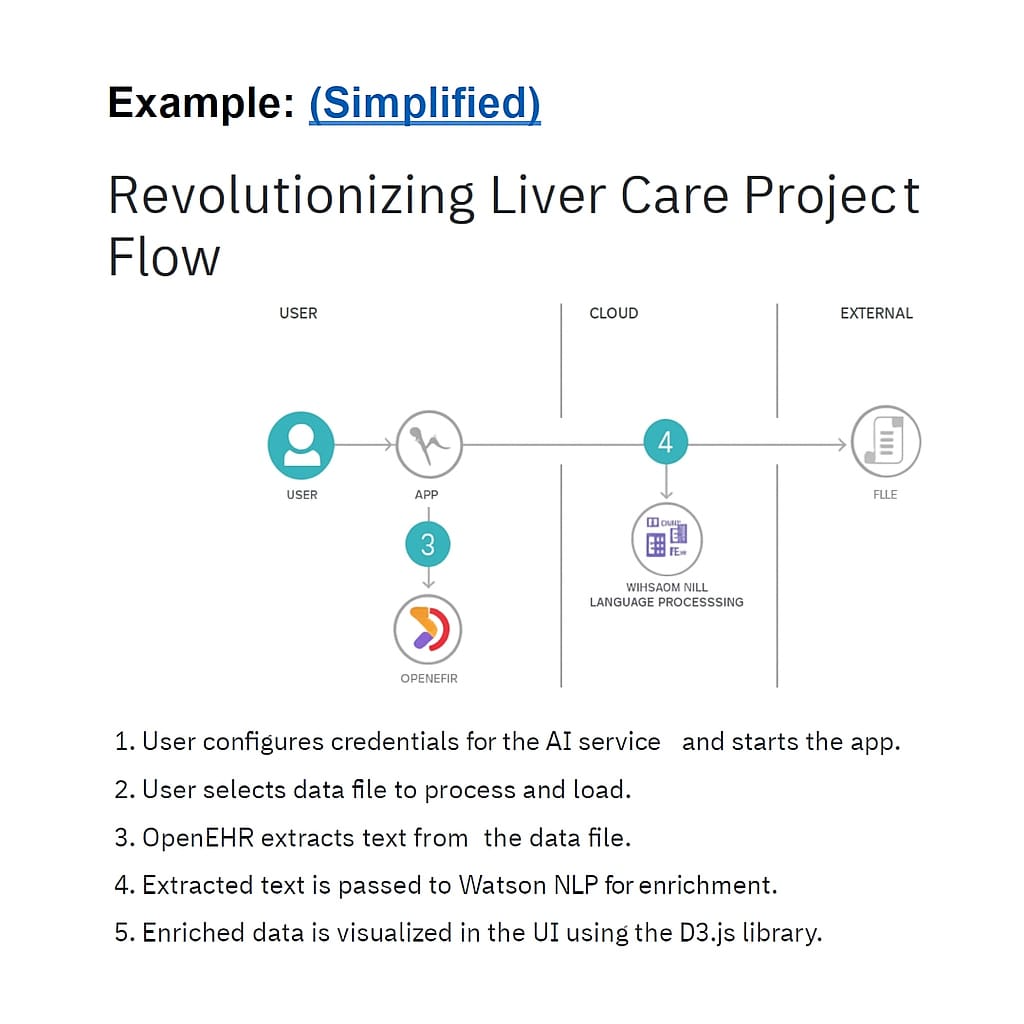 Example: (Simplified)
Revolutionizing Liver Care Project
Flow
USER
CLOUD
EXTERNAL
4
USER
APP
FLLE
3
WIHSAOM NILL
LANGUAGE PROCESSSING
OPENEFIR
1. User configures credentials for the AI service and starts the app.
2. User selects data file to process and load.
3. OpenEHR extracts text from the data file.
4. Extracted text is passed to Watson NLP for enrichment.
5. Enriched data is visualized in the UI using the D3.js library.